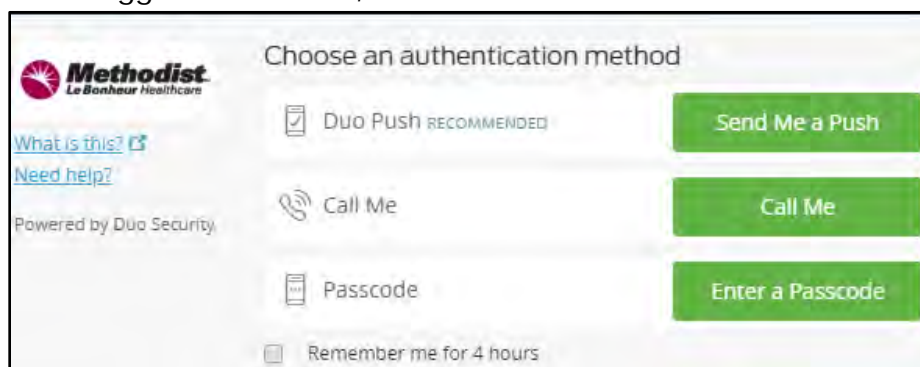 Choose an authentication method
Methodist
Le Bonheur Healthcare
What is this?
Need help?
Powered by Duo Security
Duo Push RECOMMENDED
Send Me a Push
Call Me
Call Me
Passcode
Enter a Passcode
Remember me for 4 hours